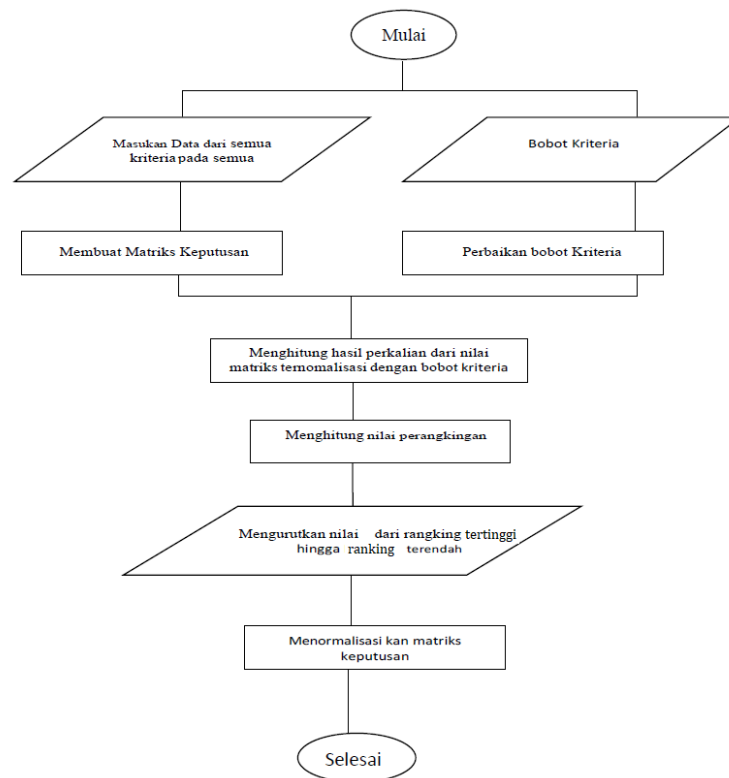 Mulai
Masukan Data dari semua
kriteria pada semua
Bobot Kriteria
Membuat Matriks Keputusan
Perbaikan bobot Kriteria
Menghitung hasil perkalian dari nilai
matriks ternomalisasi dengan bobot kriteria
Menghitung nilai perangkingan
Mengurutkan nilai dari rangking tertinggi
hingga ranking terendah
Menormalisasi kan matriks
keputusan
Selesai